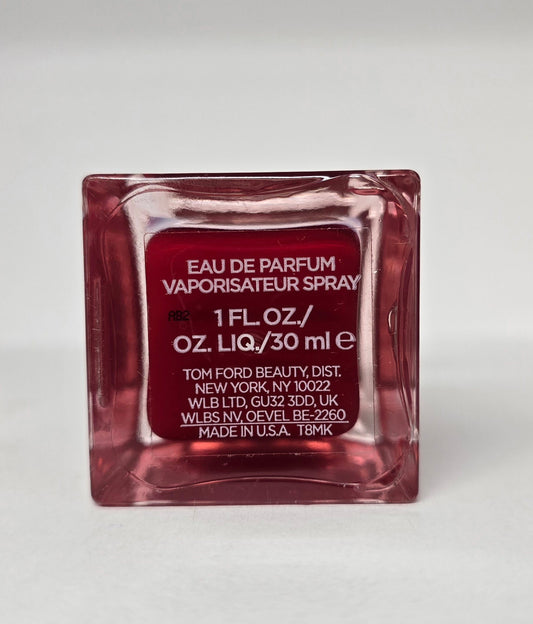 EAU DE PARFUM
VAPORISATEUR SPRAY
AB2 1 FL. OZ./
OZ. LIQ./30 ml ℮
TOM FORD BEAUTY, DIST.
NEW YORK, NY 10022
WLB LTD, GU32 3DD, UK
WLBS NV, OEVEL BE-2260
MADE IN U.S.A. T8MK